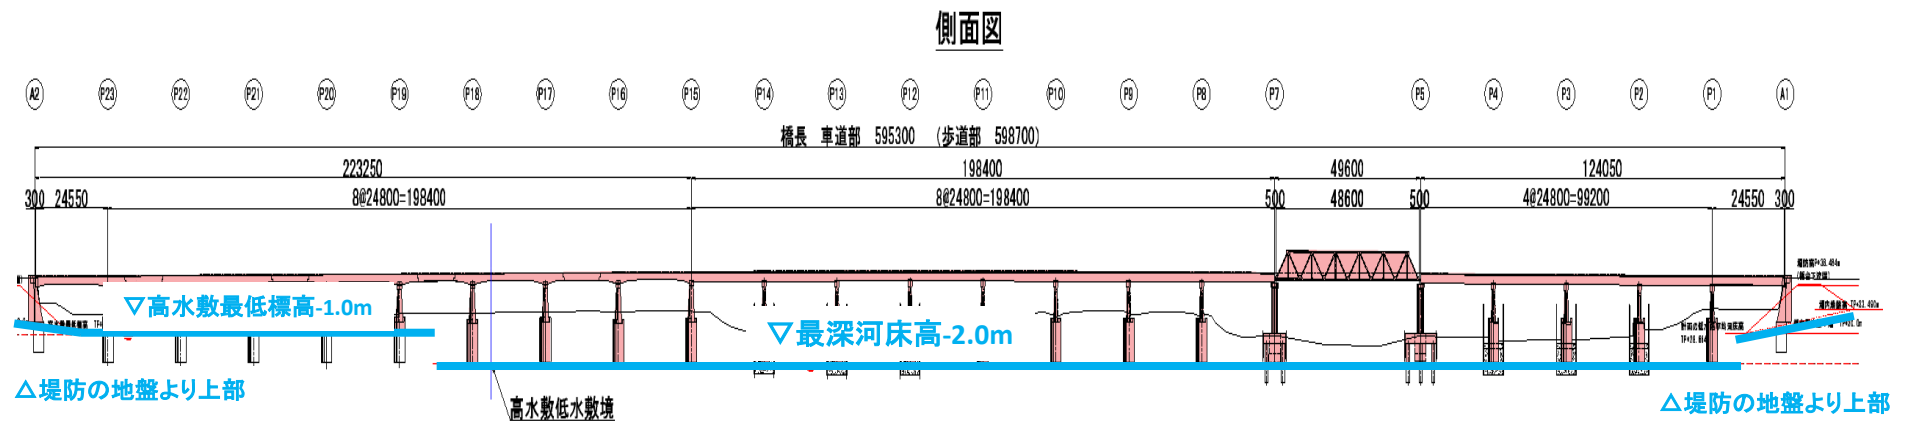 側面図
A2 P23 P22 P21 P20 P19 P18 P17 P16 P15 P14 P13 P12 P11 P10 P9 P8 P7 P5 P4 P3 P2 P1 A1
橋長 車道部 595300 (歩道部 598700)
223250 198400 49600 124050
300 24550 8@24800=198400 8@24800=198400 500 48600 500 4@24800=99200 24550 300
▽高水敷最低標高-1.0m
▽最深河床高-2.0m
△堤防の地盤より上部
高水敷低水敷境
△堤防の地盤より上部